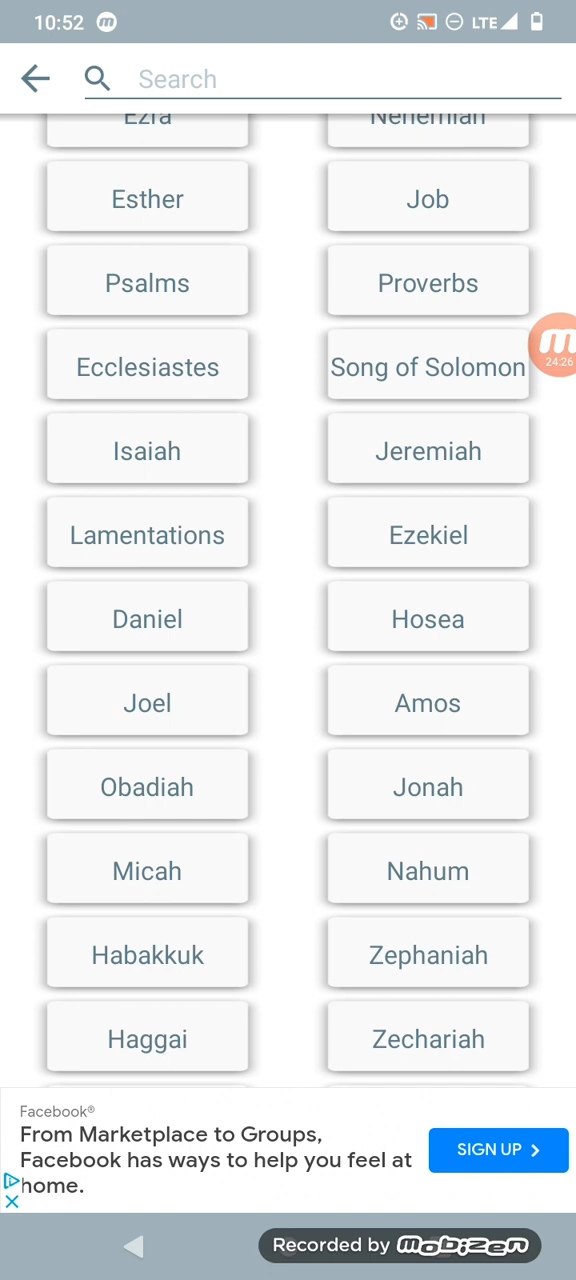 10:52 m LTE
Search
Ezra Nehemiah
Esther Job
Psalms Proverbs
Ecclesiastes Song of Solomon
24:26
Isaiah Jeremiah
Lamentations Ezekiel
Daniel Hosea
Joel Amos
Obadiah Jonah
Micah Nahum
Habakkuk Zephaniah
Haggai Zechariah
Facebook®
From Marketplace to Groups,
Facebook has ways to help you feel at
home.
SIGN UP
Recorded by mobizen